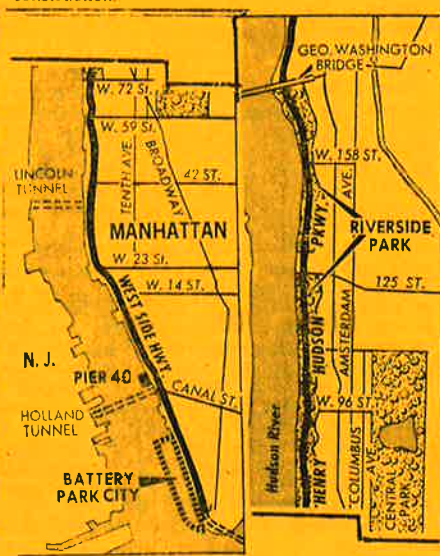 W. 72 St.
W. 59 St.
TENTH AVE.
BROADWAY
LINCOLN
TUNNEL
42 ST.
MANHATTAN
W. 23 St.
W. 14 ST.
WEST SIDE HWY.
N. J.
PIER 40
CANAL ST.
HOLLAND
TUNNEL
BATTERY
PARK CITY
GEO. WASHINGTON
BRIDGE
W. 158 ST.
AVE.
PKWY.
RIVERSIDE
PARK
125 ST.
HUDSON
AMSTERDAM
W. 96 ST.
Hudson River
HENRY
COLUMBUS
AVE.
CENTRAL
PARK